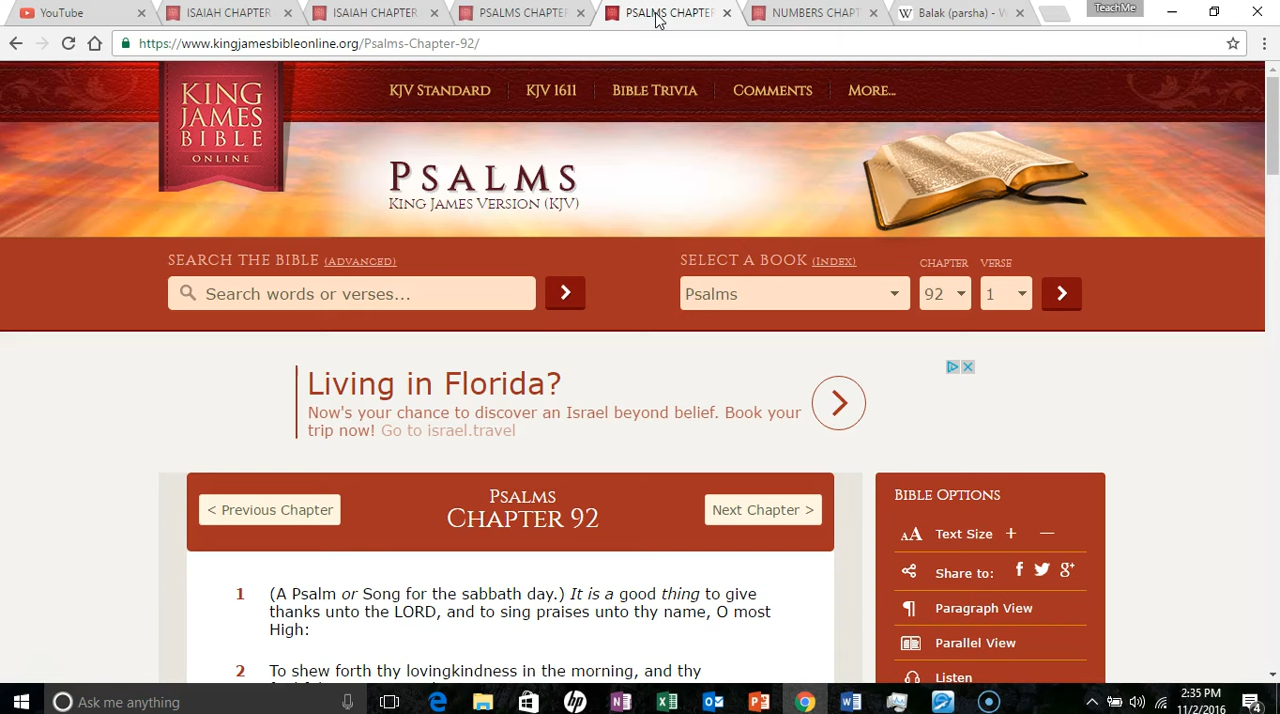 YouTube
ISAIAH CHAPTER
ISAIAH CHAPTER
PSALMS CHAPTER
PSALMS CHAPTER
NUMBERS CHAPT
Balak (parsha) - W
TeachMe
https://www.kingjamesbibleonline.org/Psalms-Chapter-92/
KING
JAMES
BIBLE
ONLINE
KJV Standard
KJV 1611
Bible Trivia
Comments
More...
Psalms
King James Version (KJV)
Search the Bible (Advanced)
Search words or verses...
Select a Book (Index)
Chapter
Verse
Psalms
92
1
Living in Florida?
Now's your chance to discover an Israel beyond belief. Book your
trip now! Go to israel.travel
< Previous Chapter
Psalms
Chapter 92
Next Chapter >
1 (A Psalm or Song for the sabbath day.) It is a good thing to give
thanks unto the LORD, and to sing praises unto thy name, O most
High:
2 To shew forth thy lovingkindness in the morning, and thy
Bible Options
AA Text Size + —
Share to: f g+
Paragraph View
Parallel View
Listen
Ask me anything
2:35 PM
11/2/2016
4